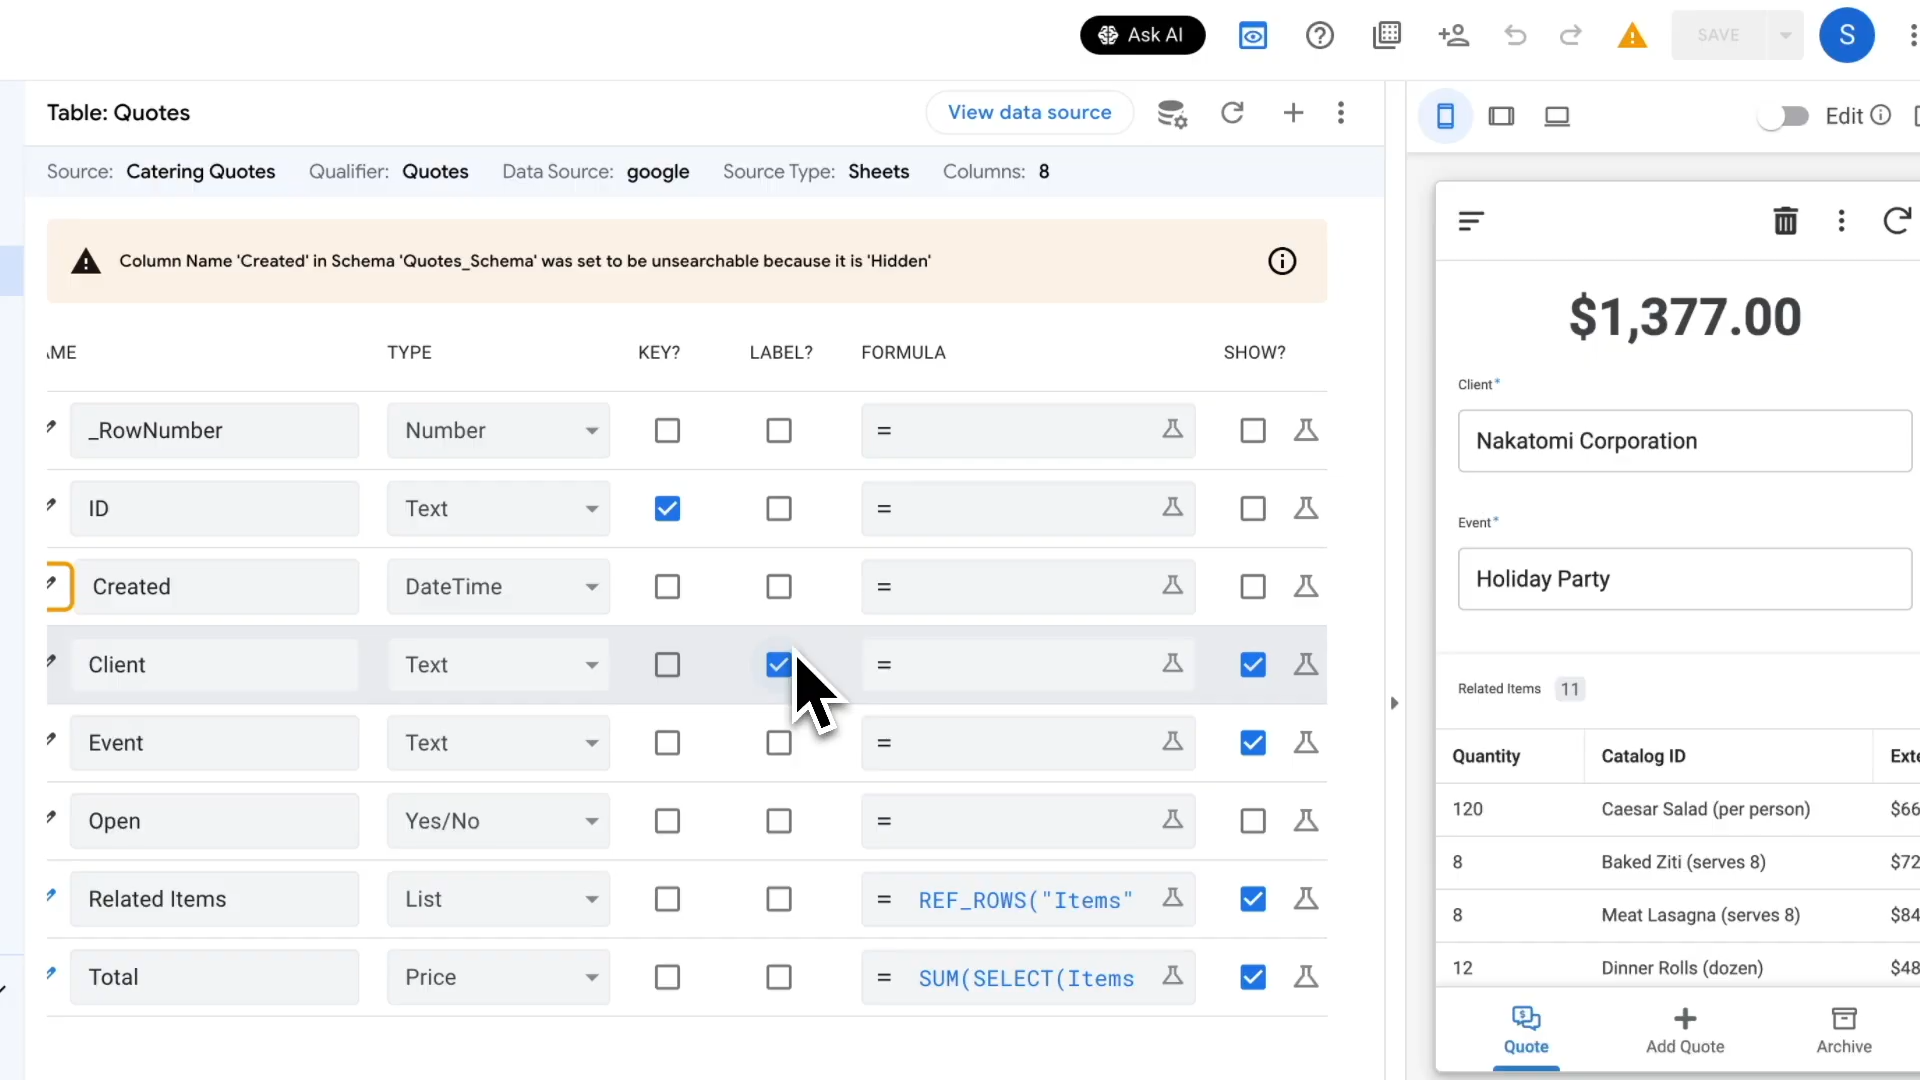 Ask AI
SAVE
S
Table: Quotes
View data source
Edit
Source: Catering Quotes Qualifier: Quotes Data Source: google Source Type: Sheets Columns: 8
Column Name 'Created' in Schema 'Quotes_Schema' was set to be unsearchable because it is 'Hidden'
AME TYPE KEY? LABEL? FORMULA SHOW?
_RowNumber Number =
ID Text =
Created DateTime =
Client Text =
Event Text =
Open Yes/No =
Related Items List = REF_ROWS("Items"
Total Price = SUM(SELECT(Items
$1,377.00
Client*
Nakatomi Corporation
Event*
Holiday Party
Related Items 11
Quantity Catalog ID Exte
120 Caesar Salad (per person) $66
8 Baked Ziti (serves 8) $72
8 Meat Lasagna (serves 8) $84
12 Dinner Rolls (dozen) $48
Quote Add Quote Archive